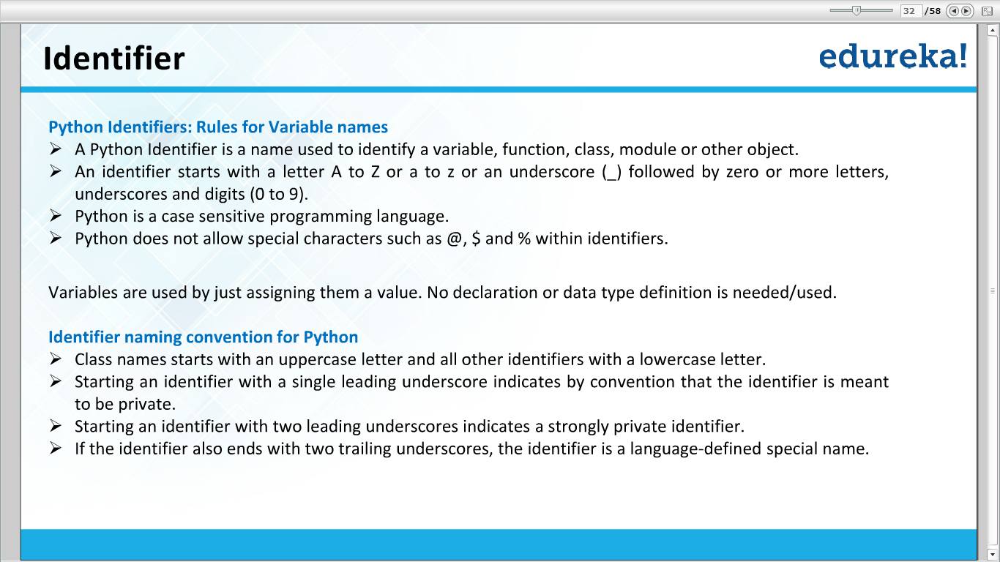 32 /58
Identifier
edureka!
Python Identifiers: Rules for Variable names
➢ A Python Identifier is a name used to identify a variable, function, class, module or other object.
➢ An identifier starts with a letter A to Z or a to z or an underscore (_) followed by zero or more letters,
underscores and digits (0 to 9).
➢ Python is a case sensitive programming language.
➢ Python does not allow special characters such as @, $ and % within identifiers.
Variables are used by just assigning them a value. No declaration or data type definition is needed/used.
Identifier naming convention for Python
➢ Class names starts with an uppercase letter and all other identifiers with a lowercase letter.
➢ Starting an identifier with a single leading underscore indicates by convention that the identifier is meant
to be private.
➢ Starting an identifier with two leading underscores indicates a strongly private identifier.
➢ If the identifier also ends with two trailing underscores, the identifier is a language-defined special name.